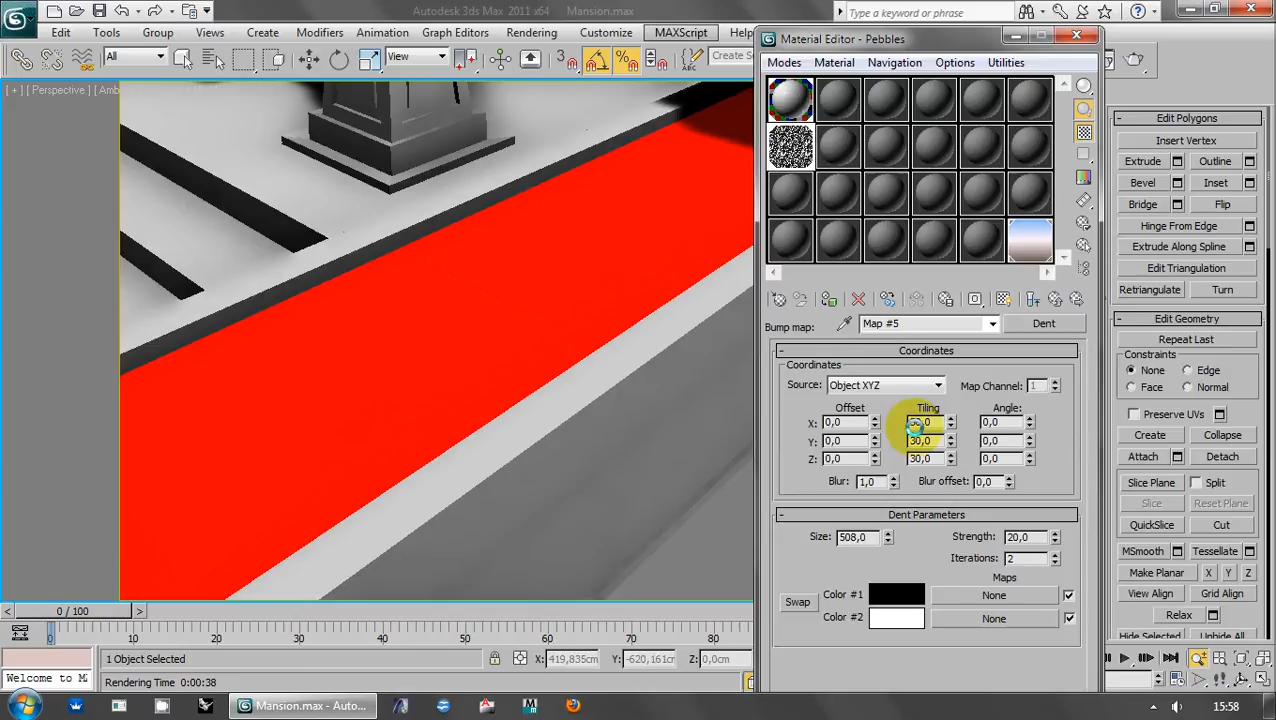 Autodesk 3ds Max 2011 x64 Mansion.max
Type a keyword or phrase
Edit Tools Group Views Create Modifiers Animation Graph Editors Rendering Customize MAXScript Help
All
View
3
Create Se
[ + ] [ Perspective ] [ Amb
Material Editor - Pebbles
Modes Material Navigation Options Utilities
Bump map: Map #5 Dent
- Coordinates
Coordinates
Source: Object XYZ Map Channel: 1
Offset Tiling Angle:
X: 0,0 0,0
Y: 0,0 30,0 0,0
Z: 0,0 30,0 0,0
Blur: 1,0 Blur offset: 0,0
- Dent Parameters
Size: 508,0 Strength: 20,0
Iterations: 2
Maps
Swap
Color #1 None
Color #2 None
- Edit Polygons
Insert Vertex
Extrude Outline
Bevel Inset
Bridge Flip
Hinge From Edge
Extrude Along Spline
Edit Triangulation
Retriangulate Turn
- Edit Geometry
Repeat Last
Constraints
None Edge
Face Normal
Preserve UVs
Create Collapse
Attach Detach
Slice Plane Split
Slice Reset Plane
QuickSlice Cut
MSmooth Tessellate
Make Planar X Y Z
View Align Grid Align
Relax
Hide Selected Unhide All
< 0 / 100 >
0 10 20 30 40 50 60 70 80
1 Object Selected X: 419,835cm Y: -620,161cm Z: 0,0cm
Welcome to M
Rendering Time 0:00:38
Mansion.max - Auto...
15:58